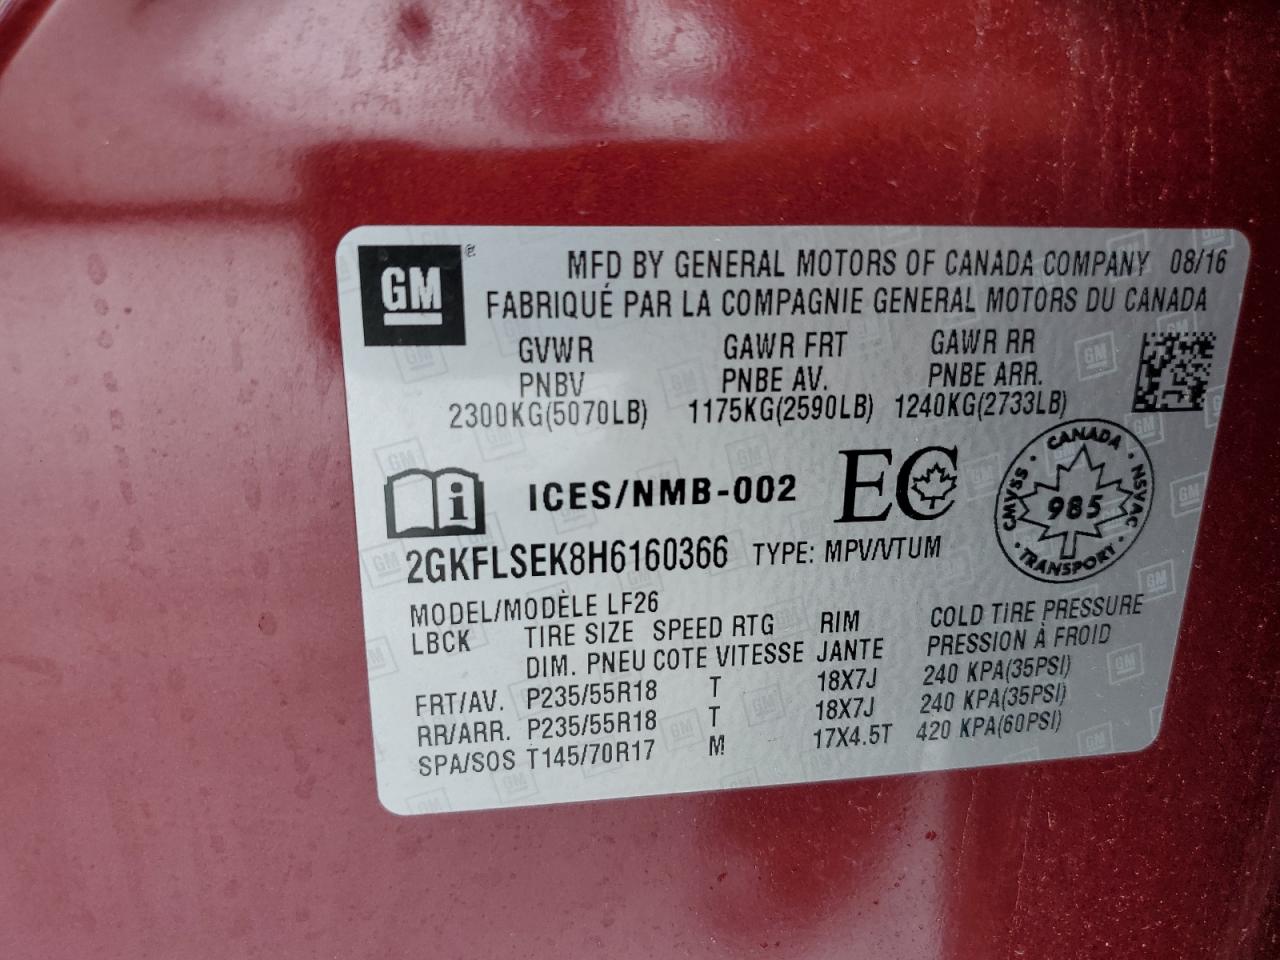 GM ®
MFD BY GENERAL MOTORS OF CANADA COMPANY 08/16
FABRIQUÉ PAR LA COMPAGNIE GENERAL MOTORS DU CANADA
GVWR GAWR FRT GAWR RR
PNBV PNBE AV. PNBE ARR.
2300KG(5070LB) 1175KG(2590LB) 1240KG(2733LB)
i ICES/NMB-002 EC
CANADA
CMVSS 985 NSVAC
TRANSPORT
2GKFLSEK8H6160366 TYPE: MPV/VTUM
MODEL/MODÈLE LF26
LBCK TIRE SIZE SPEED RTG RIM COLD TIRE PRESSURE
DIM. PNEU COTE VITESSE JANTE PRESSION À FROID
FRT/AV. P235/55R18 T 18X7J 240 KPA(35PSI)
RR/ARR. P235/55R18 T 18X7J 240 KPA(35PSI)
SPA/SOS T145/70R17 M 17X4.5T 420 KPA(60PSI)